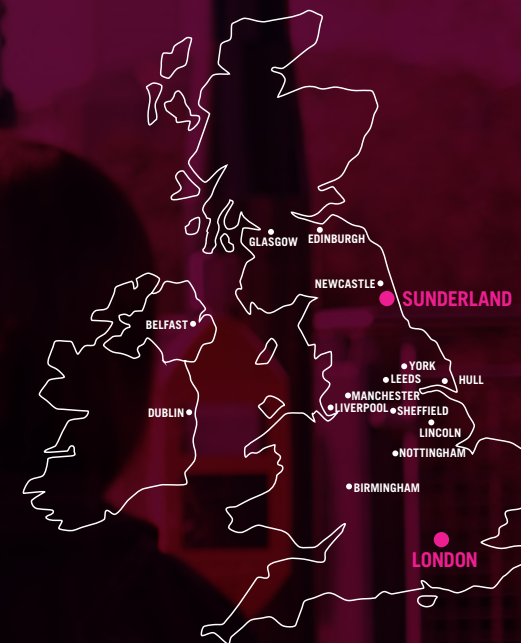 GLASGOW
EDINBURGH
NEWCASTLE
SUNDERLAND
BELFAST
YORK
LEEDS
HULL
MANCHESTER
LIVERPOOL
SHEFFIELD
DUBLIN
LINCOLN
NOTTINGHAM
BIRMINGHAM
LONDON